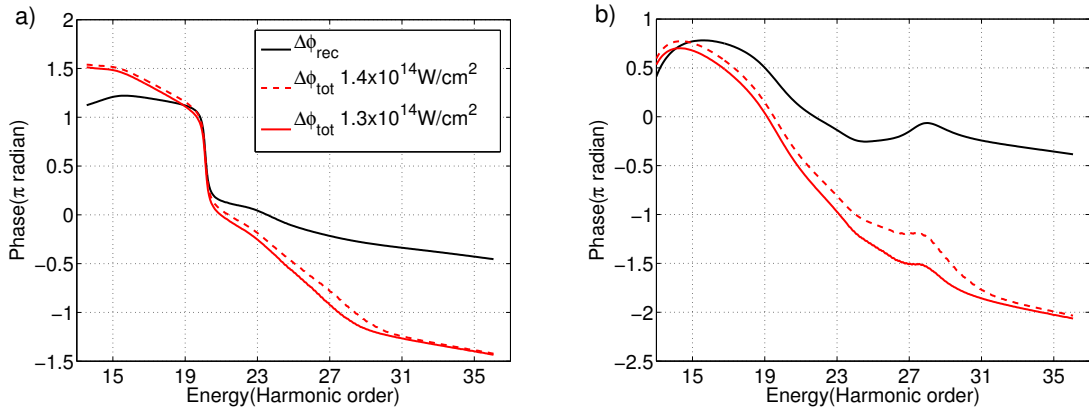 a)
2
1.5
1
0.5
0
−0.5
−1
−1.5
Phase(π radian)
15 19 23 27 31 35
Energy(Harmonic order)
Δϕrec
Δϕtot 1.4x10^14W/cm^2
Δϕtot 1.3x10^14W/cm^2
b)
1
0.5
0
−0.5
−1
−1.5
−2
−2.5
Phase(π radian)
15 19 23 27 31 35
Energy(Harmonic order)